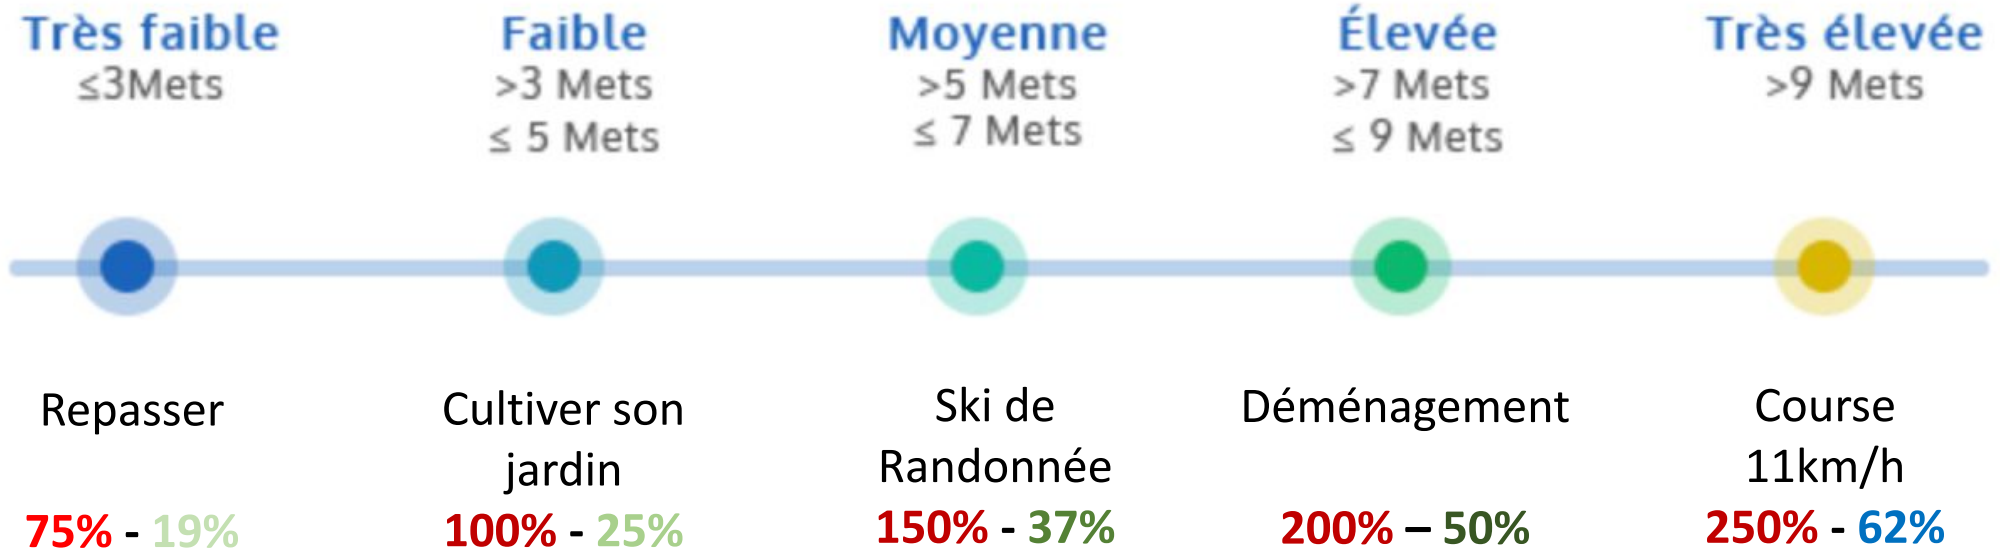 Très faible
≤3Mets
Faible
>3 Mets
≤ 5 Mets
Moyenne
>5 Mets
≤ 7 Mets
Élevée
>7 Mets
≤ 9 Mets
Très élevée
>9 Mets
Repasser
75% - 19%
Cultiver son
jardin
100% - 25%
Ski de
Randonnée
150% - 37%
Déménagement
200% – 50%
Course
11km/h
250% - 62%